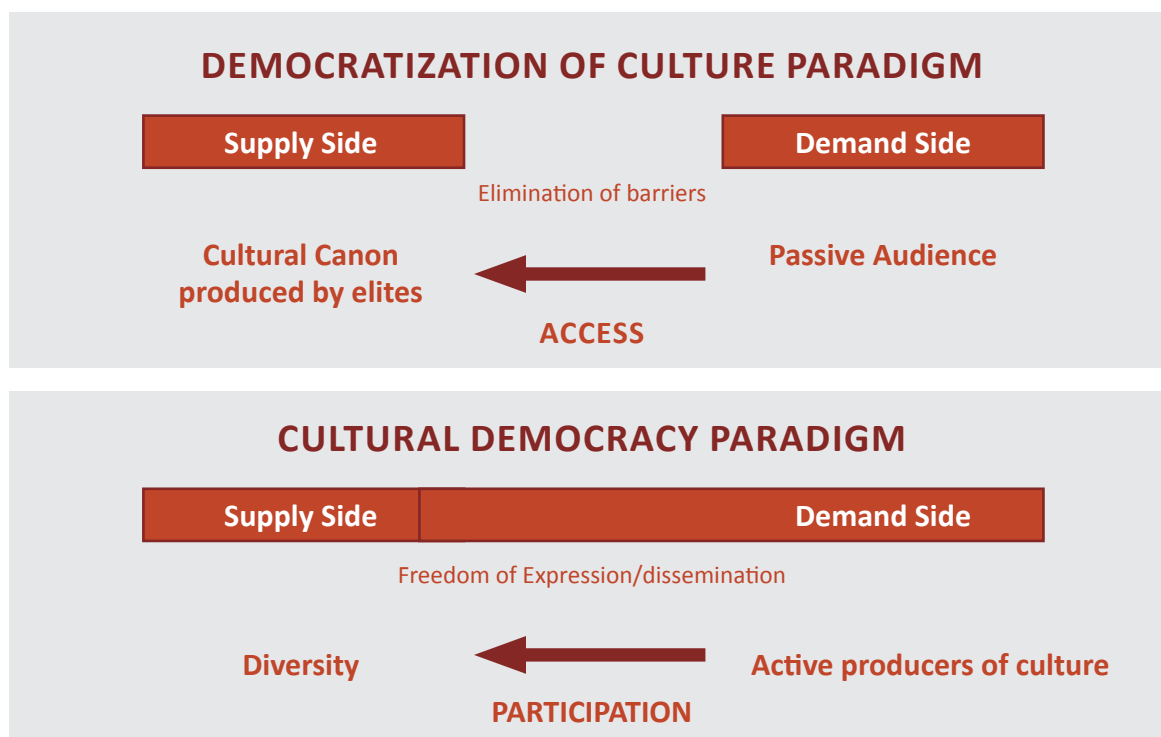 DEMOCRATIZATION OF CULTURE PARADIGM
Supply Side
Demand Side
Elimination of barriers
Cultural Canon
produced by elites
Passive Audience
ACCESS
CULTURAL DEMOCRACY PARADIGM
Supply Side
Demand Side
Freedom of Expression/dissemination
Diversity
Active producers of culture
PARTICIPATION